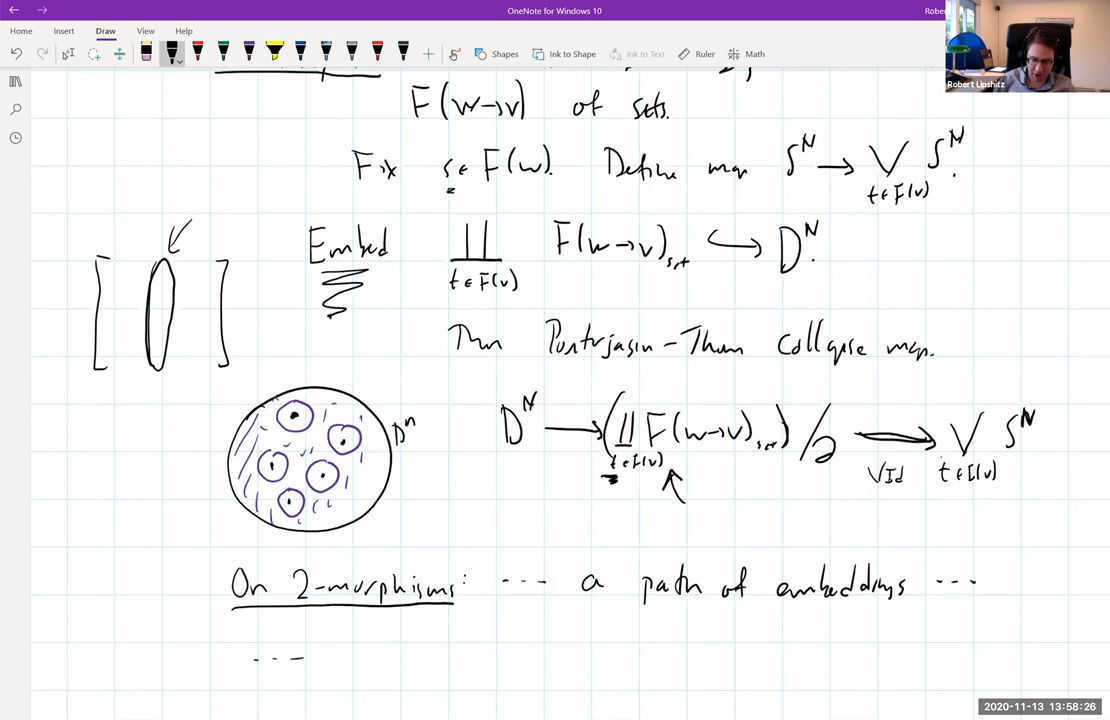 OneNote for Windows 10
Home Insert Draw View Help
Shapes Ink to Shape Ink to Text Ruler Math
Robert Lipshitz
F(w→v) of sets.
Fix s∈F(w). Define map S^N → ⋁_{t∈F(v)} S^N.
Embed ∐_{t∈F(v)} F(w→v)_{s,t} ↪ D^N.
Then Pontrjagin-Thom collapse map.
D^N → (∐_{t∈F(v)} F(w→v)_{s,t})/∂ → ⋁_{t∈F(v)} S^N
∨Id
D^n
On 2-morphisms: --- a path of embeddings ---
---
2020-11-13 13:58:26